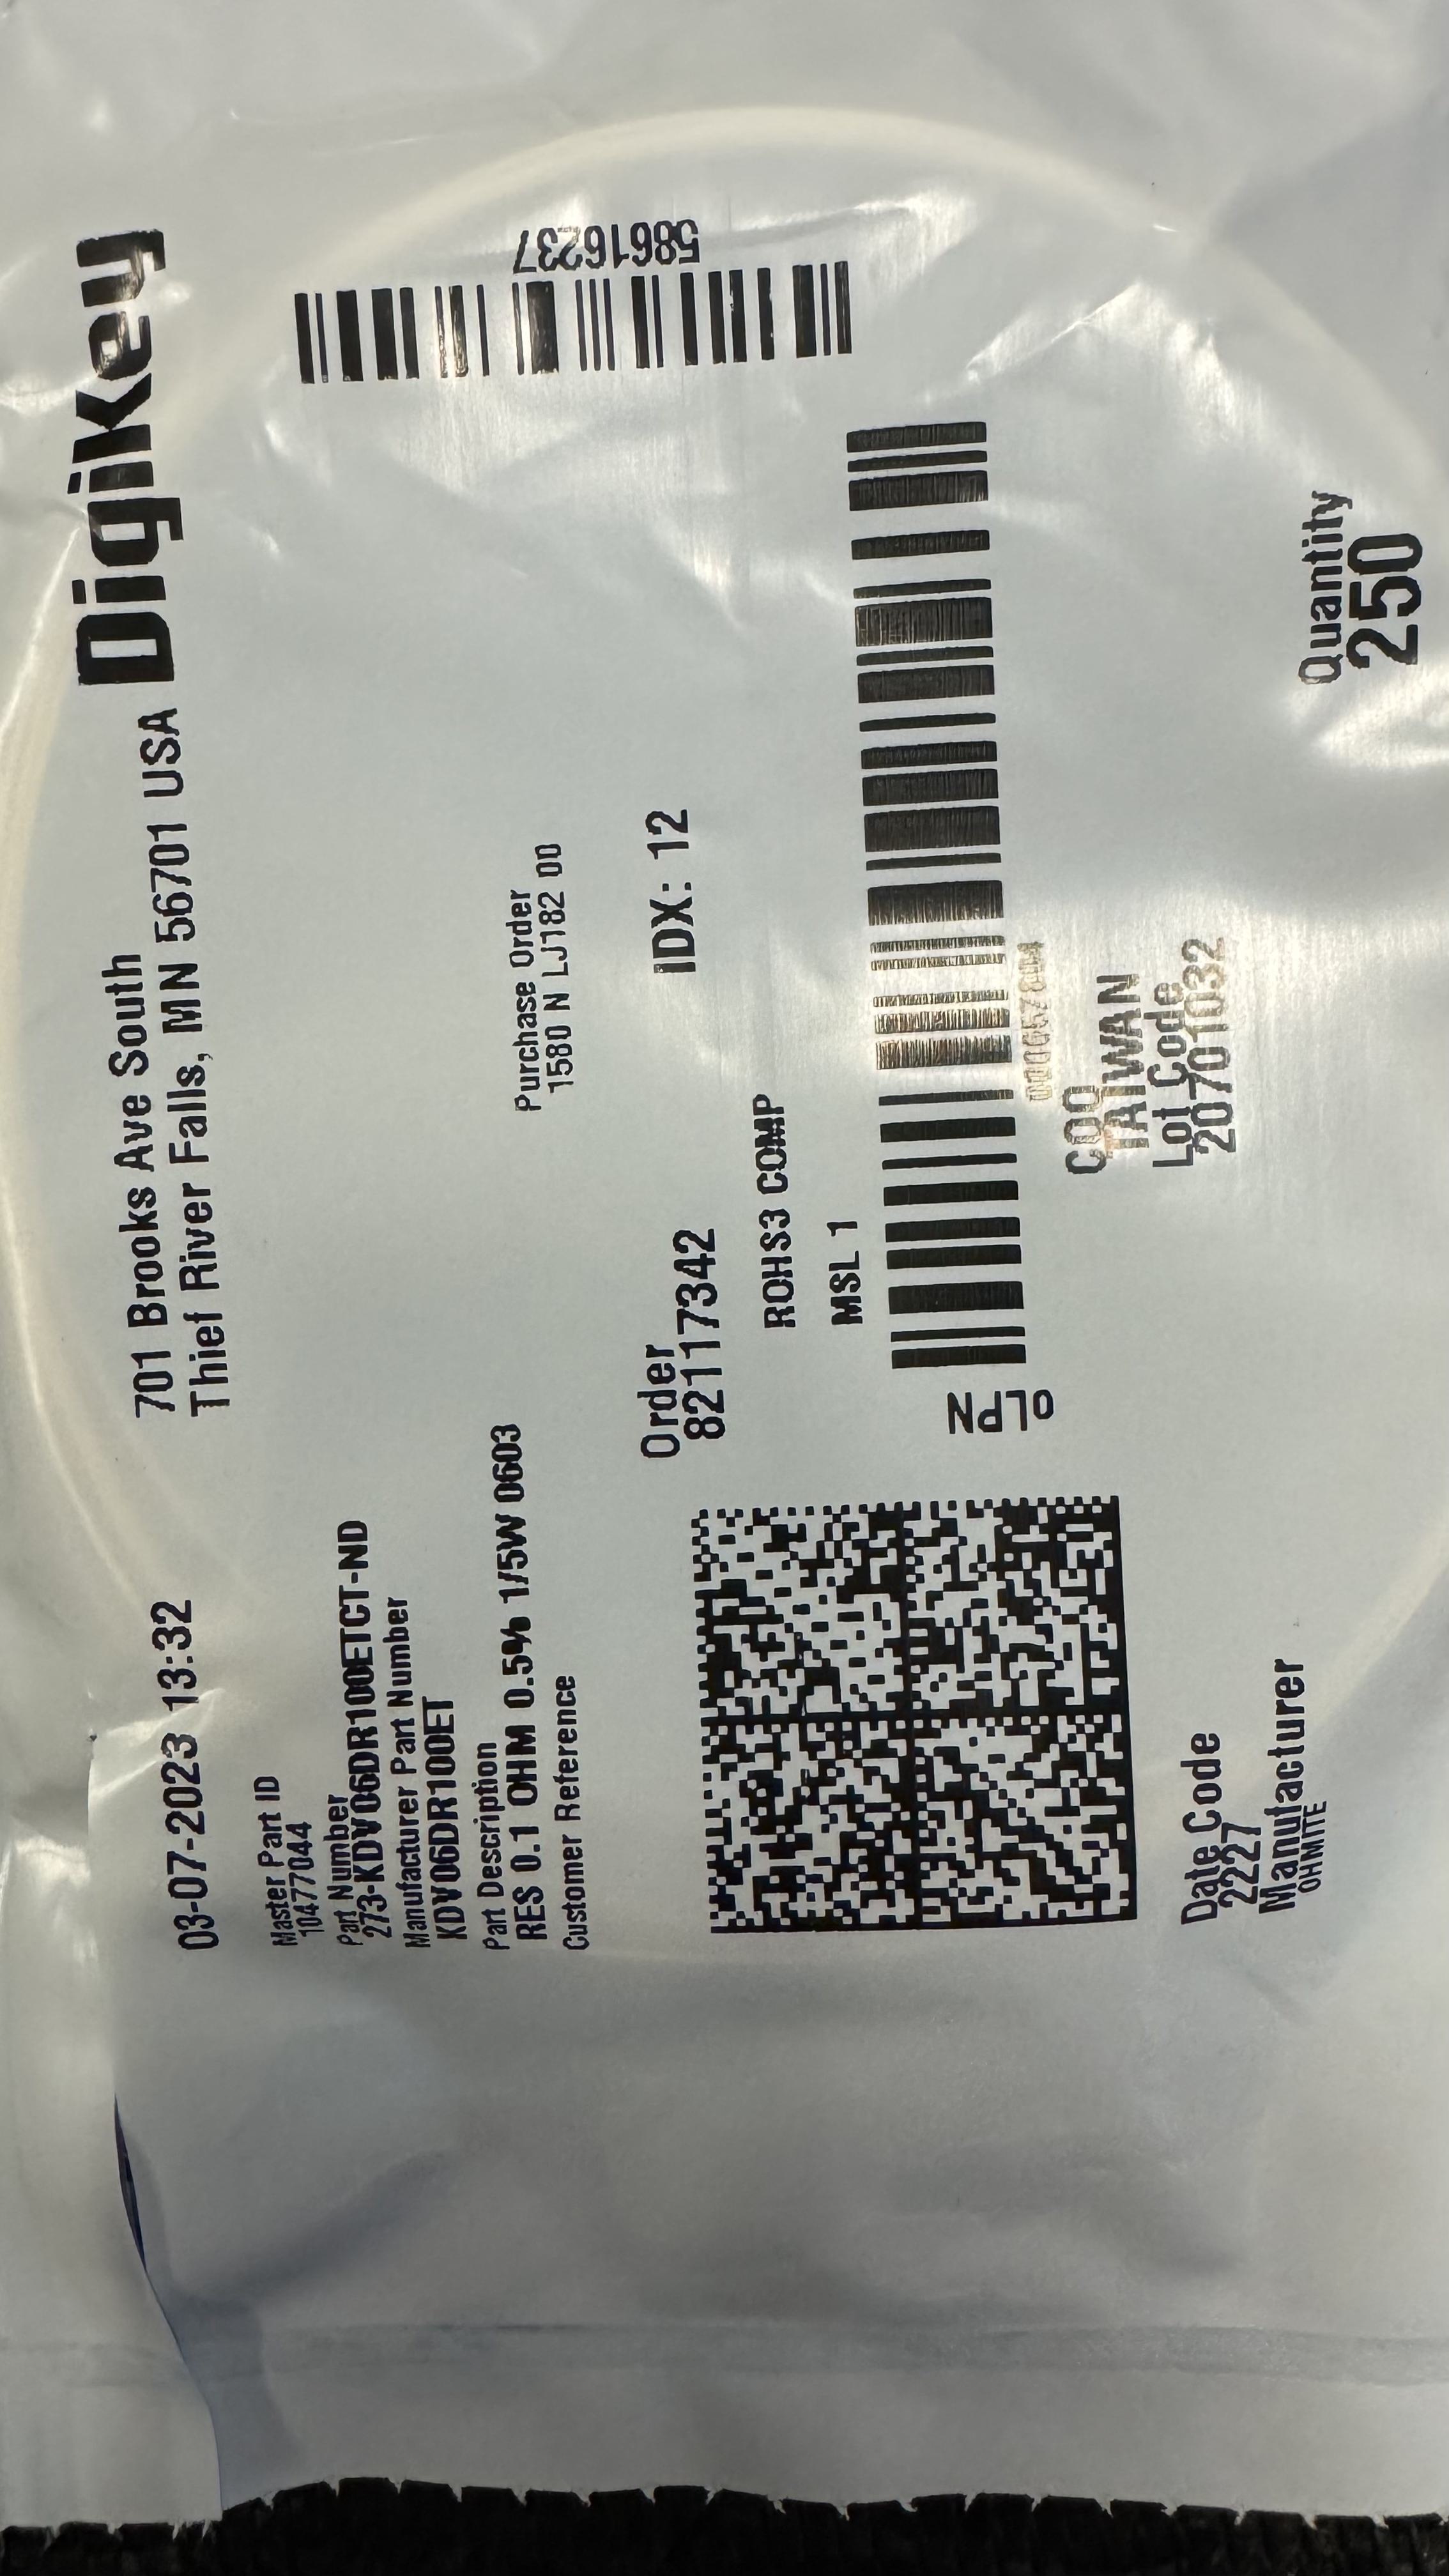 DigiKey
701 Brooks Ave South
Thief River Falls, MN 56701 USA
03-07-2023 13:32
58616237
Master Part ID
10477044
Part Number
273-KDV06DR100ETCT-ND
Manufacturer Part Number
KDV06DR100ET
Part Description
RES 0.1 OHM 0.5% 1/5W 0603
Customer Reference
Purchase Order
1580 N LJ182 00
Order
82117342
IDX: 12
ROHS3 COMP
MSL 1
OLPN
COO
TAIWAN
Lot Code
20701032
Date Code
2227
Manufacturer
OHMITE
Quantity
250